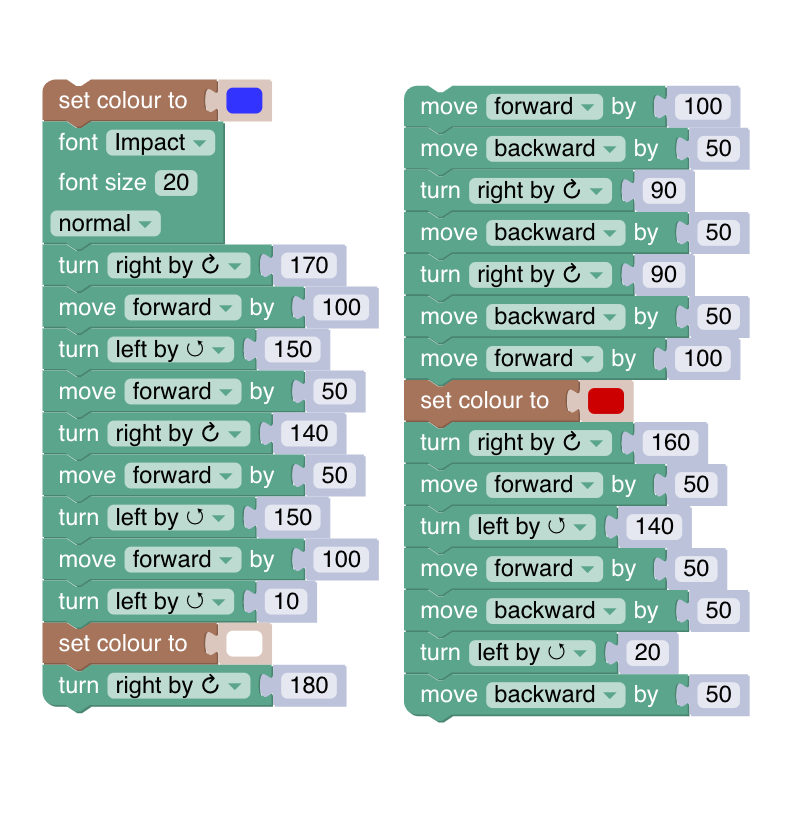 set colour to
font Impact
font size 20
normal
turn right by ↻ 170
move forward by 100
turn left by ↺ 150
move forward by 50
turn right by ↻ 140
move forward by 50
turn left by ↺ 150
move forward by 100
turn left by ↺ 10
set colour to
turn right by ↻ 180
move forward by 100
move backward by 50
turn right by ↻ 90
move backward by 50
turn right by ↻ 90
move backward by 50
move forward by 100
set colour to
turn right by ↻ 160
move forward by 50
turn left by ↺ 140
move forward by 50
move backward by 50
turn left by ↺ 20
move backward by 50